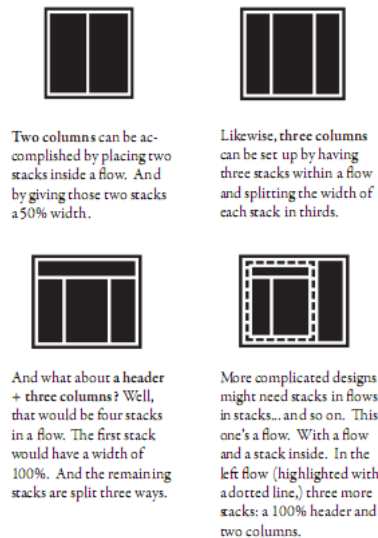 Two columns can be ac-
complished by placing two
stacks inside a flow. And
by giving those two stacks
a 50% width.
Likewise, three columns
can be set up by having
three stacks within a flow
and splitting the width of
each stack in thirds.
And what about a header
+ three columns? Well,
that would be four stacks
in a flow. The first stack
would have a width of
100%. And the remaining
stacks are split three ways.
More complicated designs
might need stacks in flows
in stacks... and so on. This
one's a flow. With a flow
and a stack inside. In the
left flow (highlighted with
a dotted line,) three more
stacks: a 100% header and
two columns.